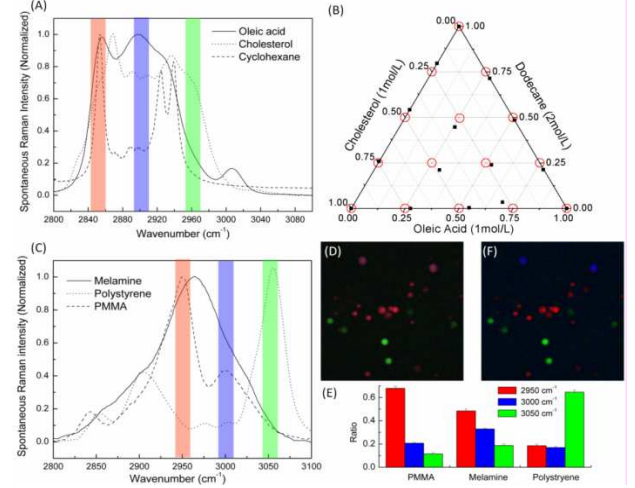 (A)
Spontaneous Raman Intensity (Normalized)
1.0
0.8
0.6
0.4
0.2
0.0
Oleic acid
Cholesterol
Cyclohexane
2800 2840 2880 2920 2960 3000 3040 3080
Wavenumber (cm⁻¹)
(B)
Cholesterol (1mol/L)
Dodecane (2mol/L)
0.00 1.00
0.25 0.75
0.50 0.50
0.75 0.25
1.00 0.00
0.00 0.25 0.50 0.75 1.00
Oleic Acid (1mol/L)
(C)
Spontaneous Raman intensity (Normalized)
1.0
0.8
0.6
0.4
0.2
0.0
Melamine
Polystyrene
PMMA
2800 2850 2900 2950 3000 3050 3100
Wavenumber (cm⁻¹)
(D)
(F)
(E)
Ratio
0.6
0.4
0.2
0.0
2950 cm⁻¹
3000 cm⁻¹
3050 cm⁻¹
PMMA Melamine Polystryene